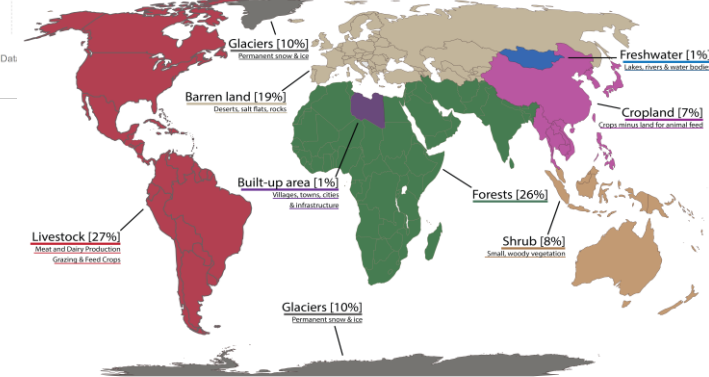 Glaciers [10%]
Permanent snow & ice
Freshwater [1%]
Lakes, rivers & water bodies
Data
Barren land [19%]
Deserts, salt flats, rocks
Cropland [7%]
Crops minus land for animal feed
Built-up area [1%]
Villages, towns, cities
& infrastructure
Forests [26%]
Livestock [27%]
Meat and Dairy Production
Grazing & Feed Crops
Shrub [8%]
Small, woody vegetation
Glaciers [10%]
Permanent snow & ice